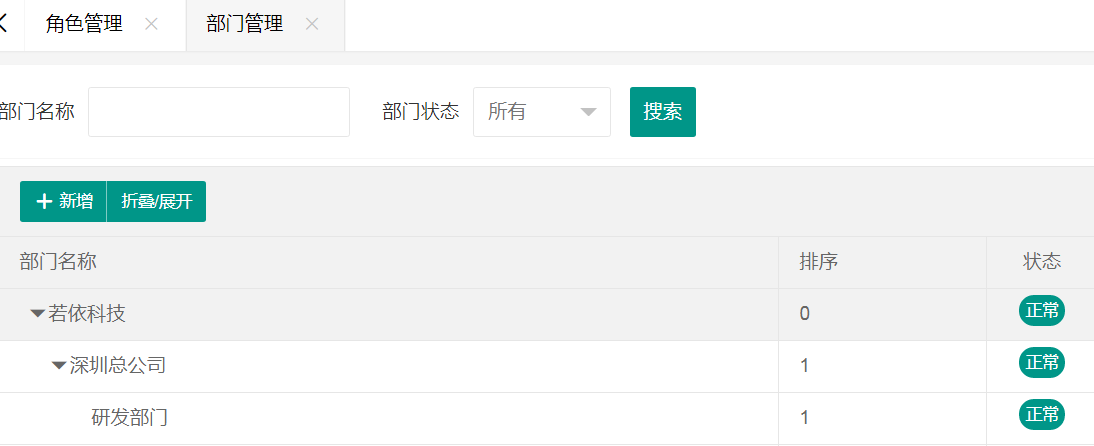 角色管理 部门管理
部门名称 部门状态 所有 搜索
新增 折叠/展开
部门名称 排序 状态
若依科技 0 正常
深圳总公司 1 正常
研发部门 1 正常